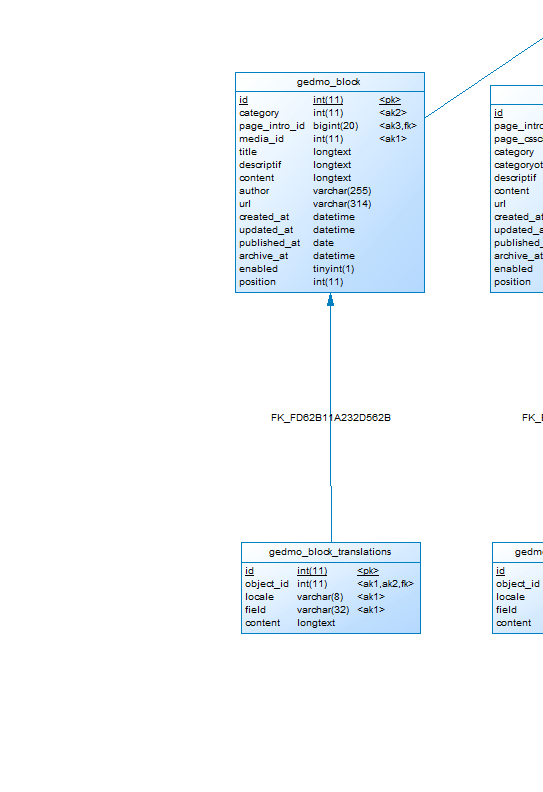 gedmo_block
id int(11) <pk>
category int(11) <ak2>
page_intro_id bigint(20) <ak3,fk>
media_id int(11) <ak1>
title longtext
descriptif longtext
content longtext
author varchar(255)
url varchar(314)
created_at datetime
updated_at datetime
published_at date
archive_at datetime
enabled tinyint(1)
position int(11)
id
page_intro
page_cssc
category
categoryot
descriptif
content
url
created_at
updated_a
published_
archive_at
enabled
position
FK_FD62B11A232D562B
FK_
gedmo_block_translations
id int(11) <pk>
object_id int(11) <ak1,ak2,fk>
locale varchar(8) <ak1>
field varchar(32) <ak1>
content longtext
gedmo
id
object_id
locale
field
content